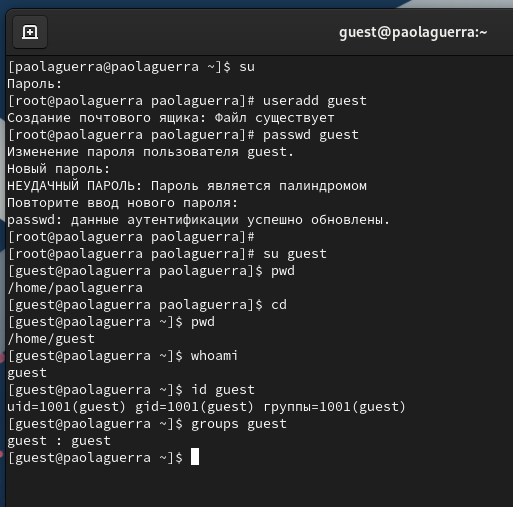 guest@paolaguerra:~
[paolaguerra@paolaguerra ~]$ su
Пароль:
[root@paolaguerra paolaguerra]# useradd guest
Создание почтового ящика: Файл существует
[root@paolaguerra paolaguerra]# passwd guest
Изменение пароля пользователя guest.
Новый пароль:
НЕУДАЧНЫЙ ПАРОЛЬ: Пароль является палиндромом
Повторите ввод нового пароля:
passwd: данные аутентификации успешно обновлены.
[root@paolaguerra paolaguerra]#
[root@paolaguerra paolaguerra]# su guest
[guest@paolaguerra paolaguerra]$ pwd
/home/paolaguerra
[guest@paolaguerra paolaguerra]$ cd
[guest@paolaguerra ~]$ pwd
/home/guest
[guest@paolaguerra ~]$ whoami
guest
[guest@paolaguerra ~]$ id guest
uid=1001(guest) gid=1001(guest) группы=1001(guest)
[guest@paolaguerra ~]$ groups guest
guest : guest
[guest@paolaguerra ~]$